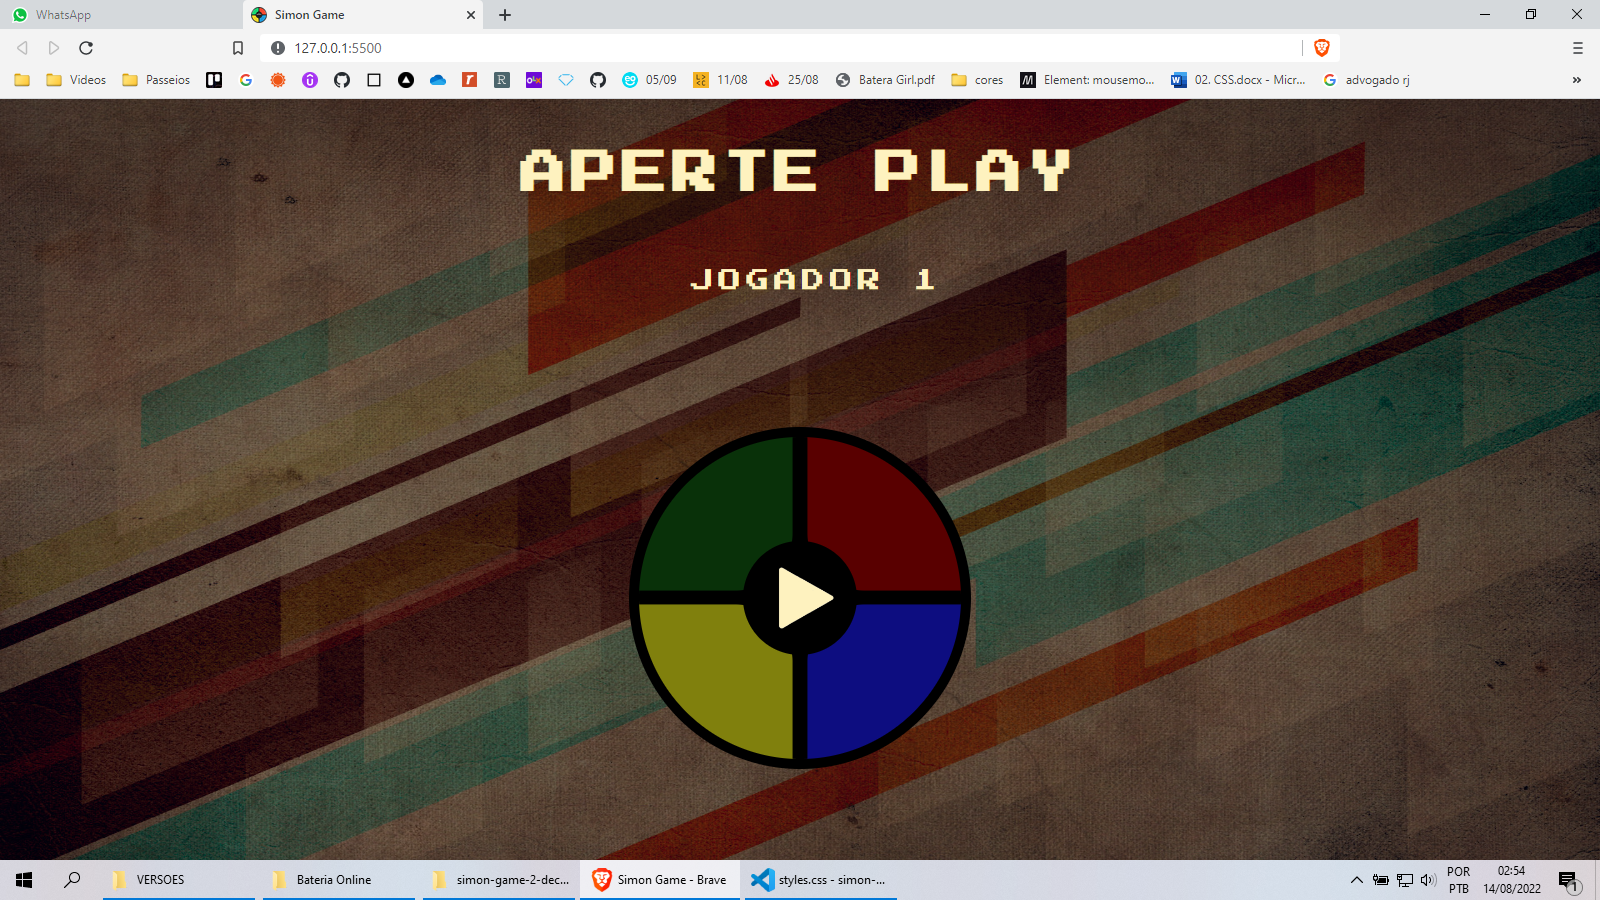 WhatsApp
Simon Game
127.0.0.1:5500
Videos
Passeios
05/09
11/08
25/08
Batera Girl.pdf
cores
Element: mousemo...
02. CSS.docx - Micr...
advogado rj
APERTE PLAY
JOGADOR 1
VERSOES
Bateria Online
simon-game-2-dec...
Simon Game - Brave
styles.css - simon-...
POR
PTB
02:54
14/08/2022
1